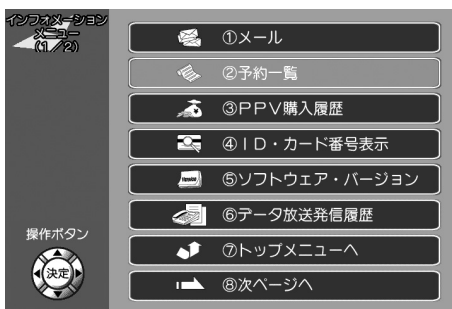 インフォメーション
メニュー
(1/2)
①メール
②予約一覧
③PPV購入履歴
④ID・カード番号表示
⑤ソフトウェア・バージョン
⑥データ放送発信履歴
⑦トップメニューへ
⑧次ページへ
操作ボタン
決定